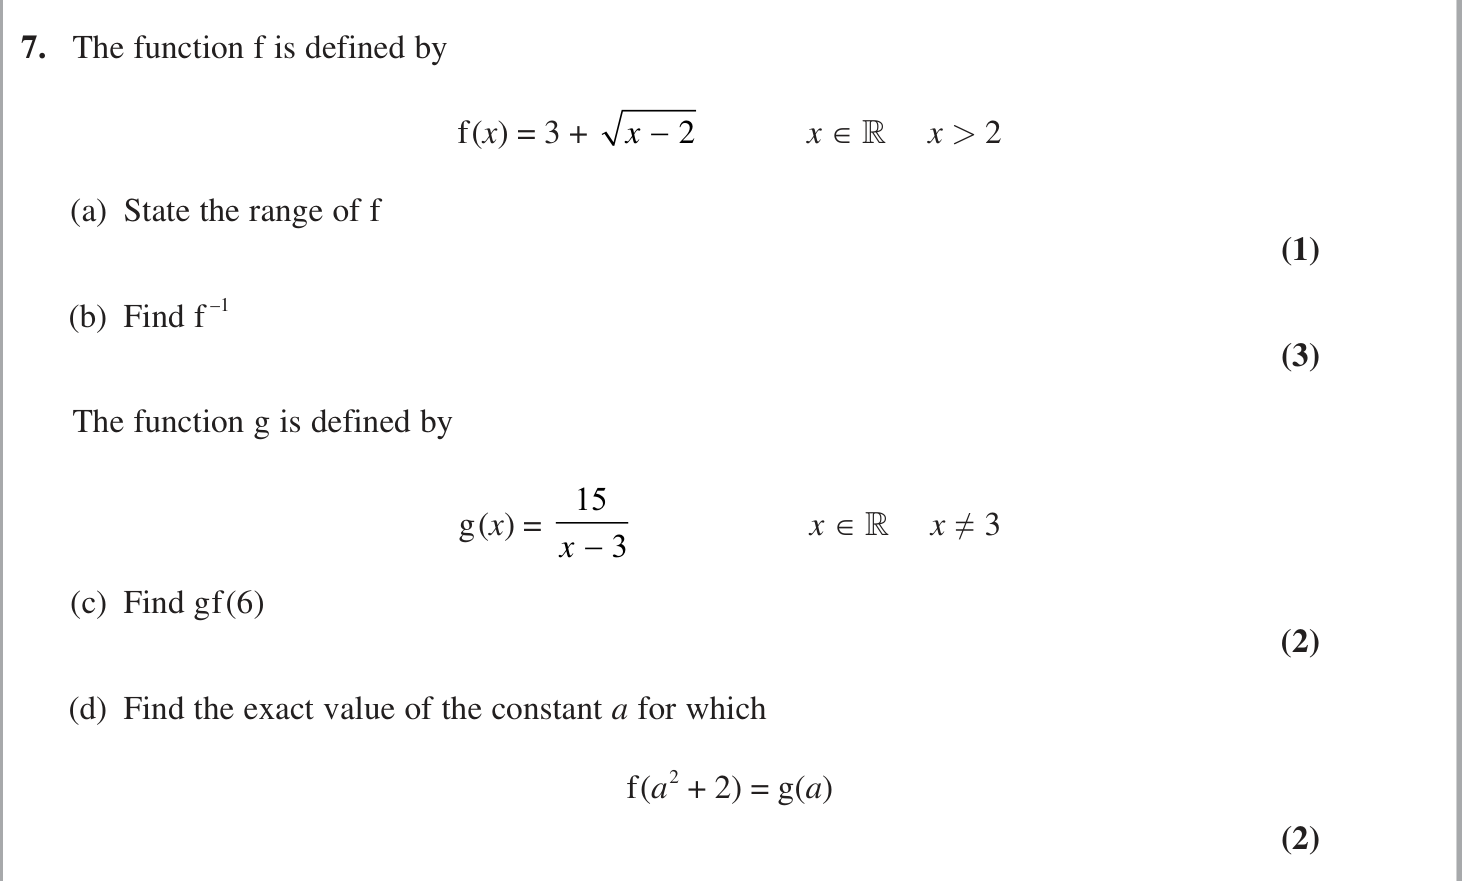 7. The function f is defined by
f(x) = 3 + √(x − 2) x ∈ ℝ x > 2
(a) State the range of f
(1)
(b) Find f⁻¹
(3)
The function g is defined by
g(x) = 15/(x − 3) x ∈ ℝ x ≠ 3
(c) Find gf(6)
(2)
(d) Find the exact value of the constant a for which
f(a² + 2) = g(a)
(2)